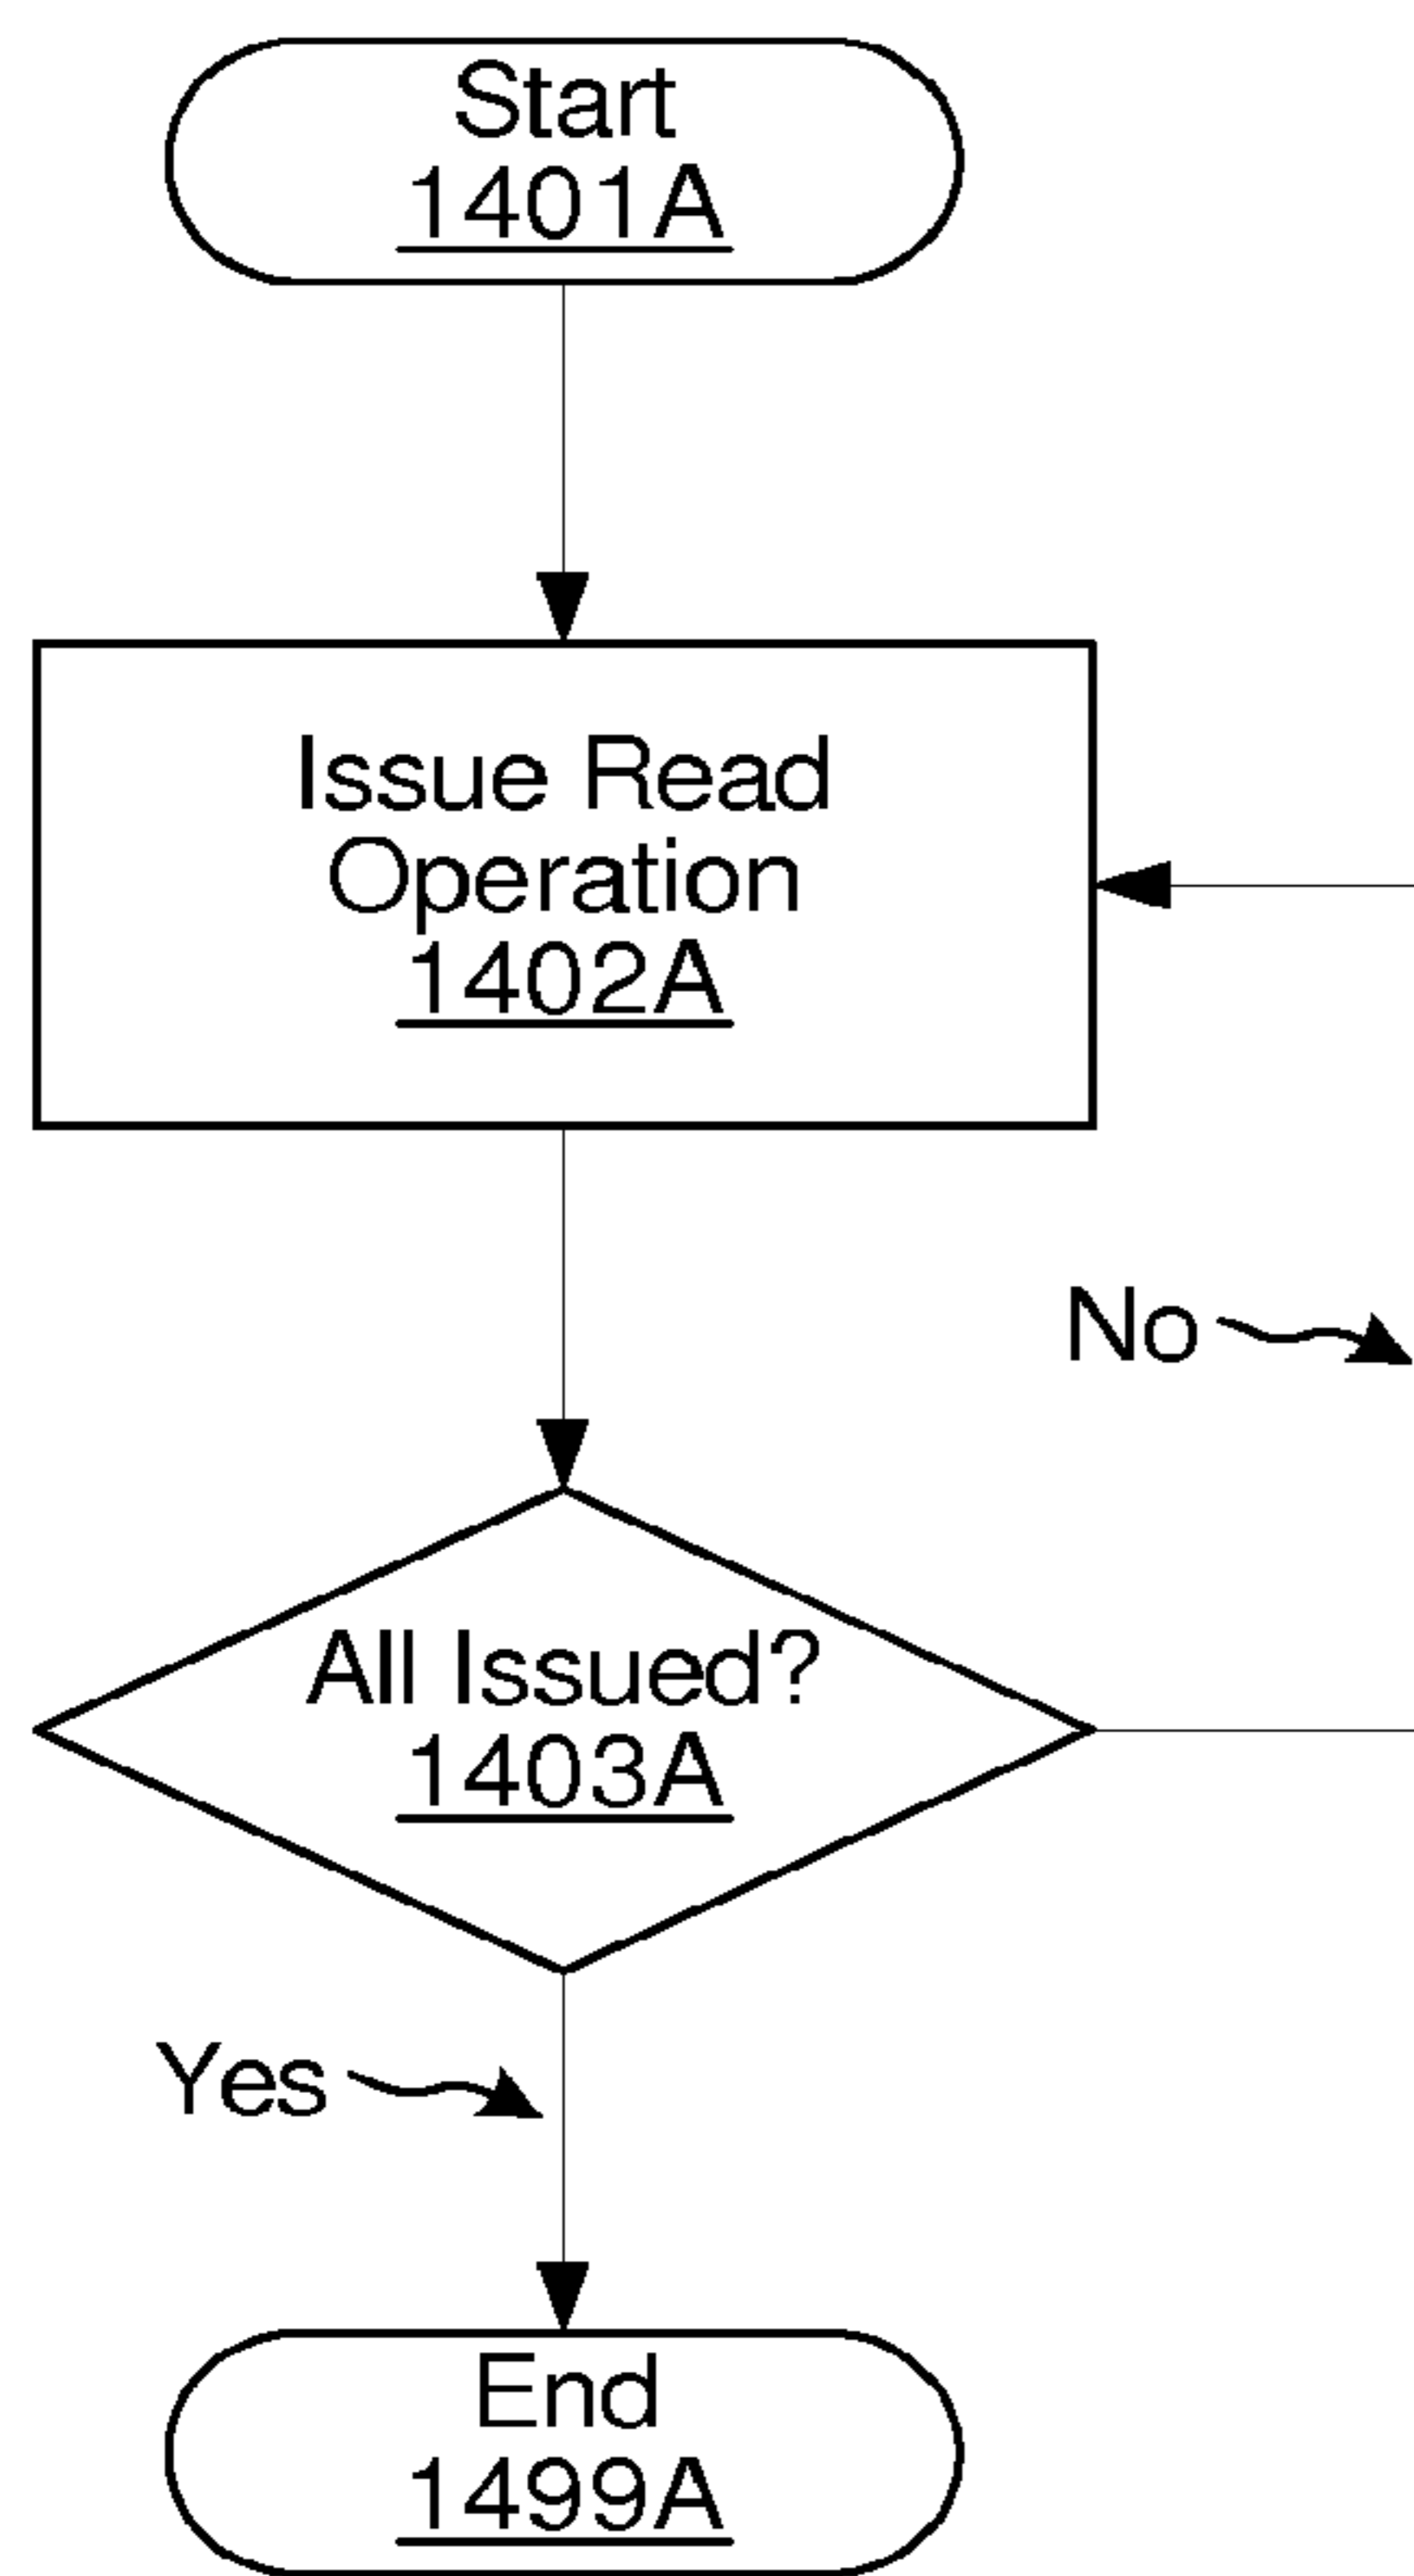 Start
1401A
Issue Read
Operation
1402A
No
All Issued?
1403A
Yes
End
1499A